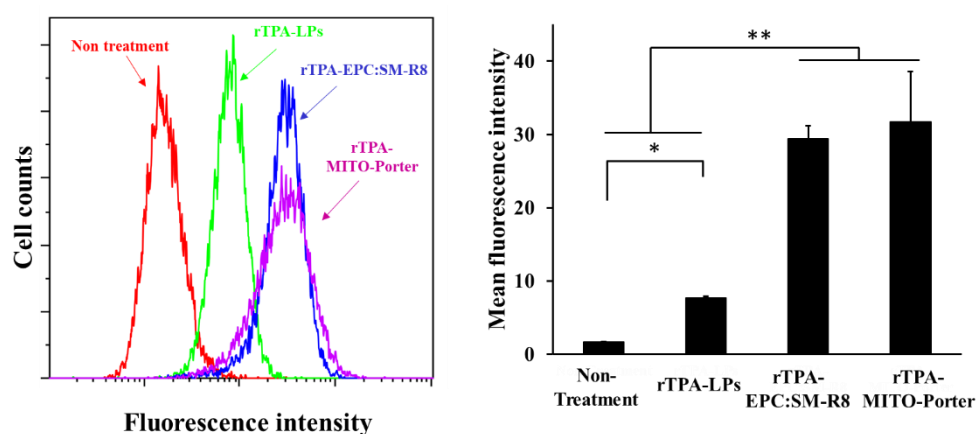 Non treatment
rTPA-LPs
rTPA-EPC:SM-R8
rTPA-
MITO-Porter
Cell counts
Fluorescence intensity
Mean fluorescence intensity
40
30
20
10
0
**
*
Non-
Treatment
rTPA-LPs
rTPA-
EPC:SM-R8
rTPA-
MITO-Porter